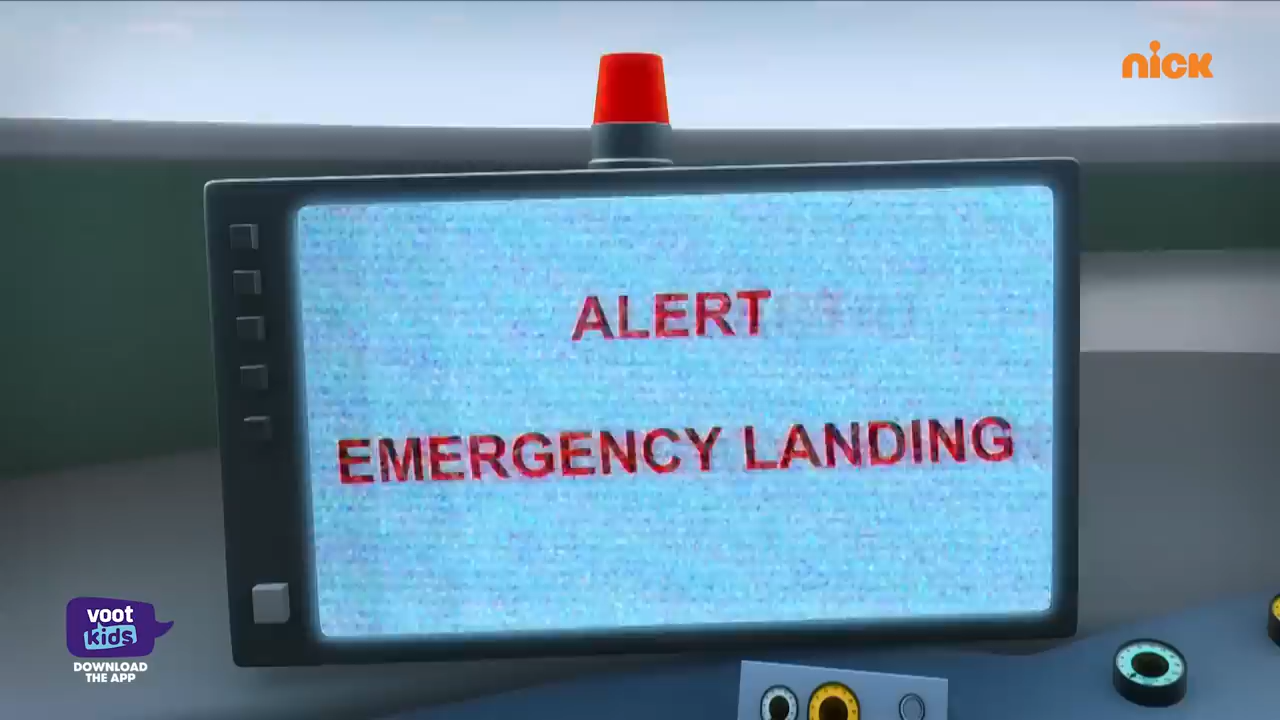 nick
ALERT
EMERGENCY LANDING
voot
kids
DOWNLOAD
THE APP